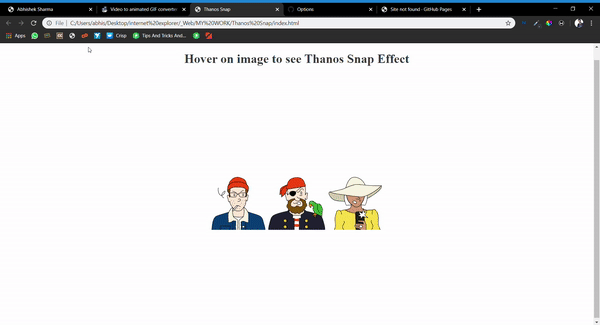 Abhishek Sharma
Video to animated GIF converter
Thanos Snap
Options
Site not found · GitHub Pages
File | C:/Users/abhis/Desktop/internet%20explorer/_Web/MY%20WORK/Thanos%20Snap/index.html
Apps
Crisp
Tips And Tricks And...
Hover on image to see Thanos Snap Effect